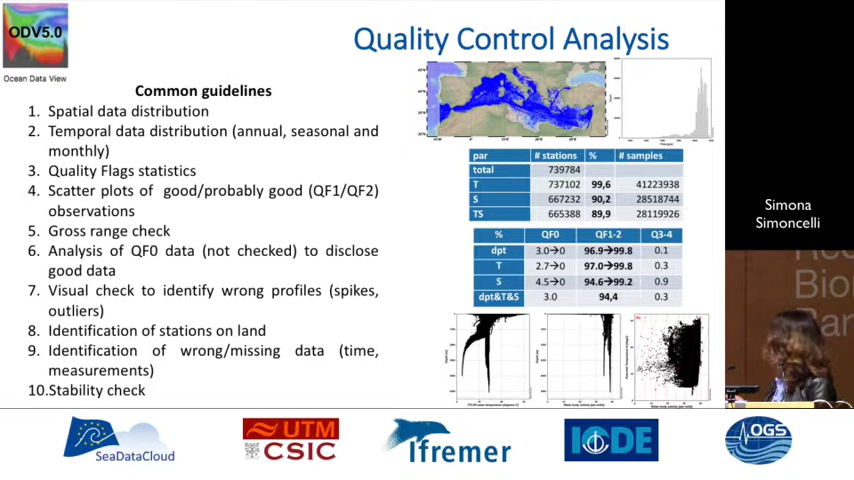 ODV5.0
Ocean Data View
Quality Control Analysis
Common guidelines
1. Spatial data distribution
2. Temporal data distribution (annual, seasonal and
monthly)
3. Quality Flags statistics
4. Scatter plots of good/probably good (QF1/QF2)
observations
5. Gross range check
6. Analysis of QF0 data (not checked) to disclose
good data
7. Visual check to identify wrong profiles (spikes,
outliers)
8. Identification of stations on land
9. Identification of wrong/missing data (time,
measurements)
10.Stability check
par # stations % # samples
total 739784
T 737102 99,6 41223938
S 667232 90,2 28518744
TS 665388 89,9 28119926
% QF0 QF1-2 Q3-4
dpt 3.0→0 96.9→99.8 0.1
T 2.7→0 97.0→99.8 0.3
S 4.5→0 94.6→99.2 0.9
dpt&T&S 3.0 94,4 0.3
Simona
Simoncelli
Bio
SeaDataCloud
UTM
CSIC
Ifremer
IODE
OGS